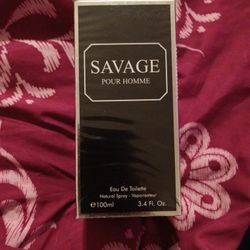 SAVAGE
POUR HOMME
Eau De Toilette
Natural Spray - Vaporisateur
℮100ml 3.4 Fl. Oz.